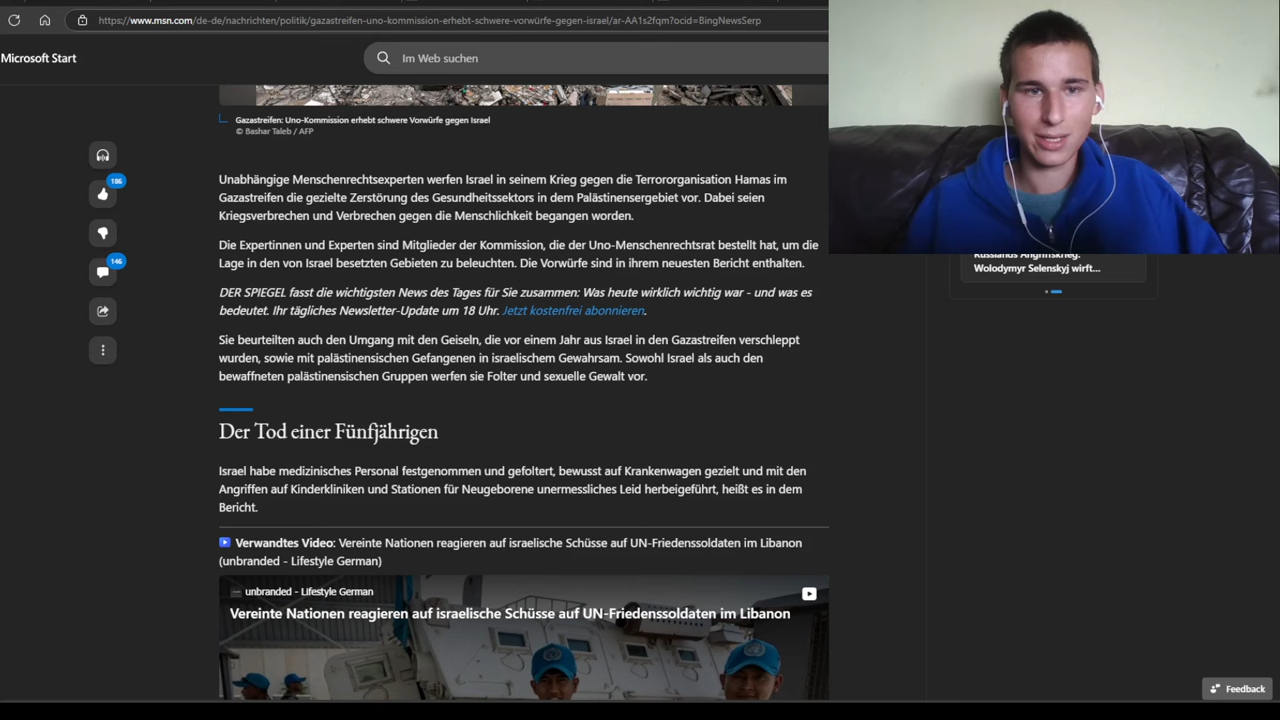 https://www.msn.com/de-de/nachrichten/politik/gazastreifen-uno-kommission-erhebt-schwere-vorwürfe-gegen-israel/ar-AA1s2fqm?ocid=BingNewsSerp
Microsoft Start
Im Web suchen
Gazastreifen: Uno-Kommission erhebt schwere Vorwürfe gegen Israel
© Bashar Taleb / AFP
186
146
Unabhängige Menschenrechtsexperten werfen Israel in seinem Krieg gegen die Terrororganisation Hamas im
Gazastreifen die gezielte Zerstörung des Gesundheitssektors in dem Palästinensergebiet vor. Dabei seien
Kriegsverbrechen und Verbrechen gegen die Menschlichkeit begangen worden.
Die Expertinnen und Experten sind Mitglieder der Kommission, die der Uno-Menschenrechtsrat bestellt hat, um die
Lage in den von Israel besetzten Gebieten zu beleuchten. Die Vorwürfe sind in ihrem neuesten Bericht enthalten.
DER SPIEGEL fasst die wichtigsten News des Tages für Sie zusammen: Was heute wirklich wichtig war - und was es
bedeutet. Ihr tägliches Newsletter-Update um 18 Uhr. Jetzt kostenfrei abonnieren.
Sie beurteilten auch den Umgang mit den Geiseln, die vor einem Jahr aus Israel in den Gazastreifen verschleppt
wurden, sowie mit palästinensischen Gefangenen in israelischem Gewahrsam. Sowohl Israel als auch den
bewaffneten palästinensischen Gruppen werfen sie Folter und sexuelle Gewalt vor.
Der Tod einer Fünfjährigen
Israel habe medizinisches Personal festgenommen und gefoltert, bewusst auf Krankenwagen gezielt und mit den
Angriffen auf Kinderkliniken und Stationen für Neugeborene unermessliches Leid herbeigeführt, heißt es in dem
Bericht.
Verwandtes Video: Vereinte Nationen reagieren auf israelische Schüsse auf UN-Friedenssoldaten im Libanon
(unbranded - Lifestyle German)
unbranded - Lifestyle German
Vereinte Nationen reagieren auf israelische Schüsse auf UN-Friedenssoldaten im Libanon
Russlands Angriffskrieg:
Wolodymyr Selenskyj wirft...
Feedback